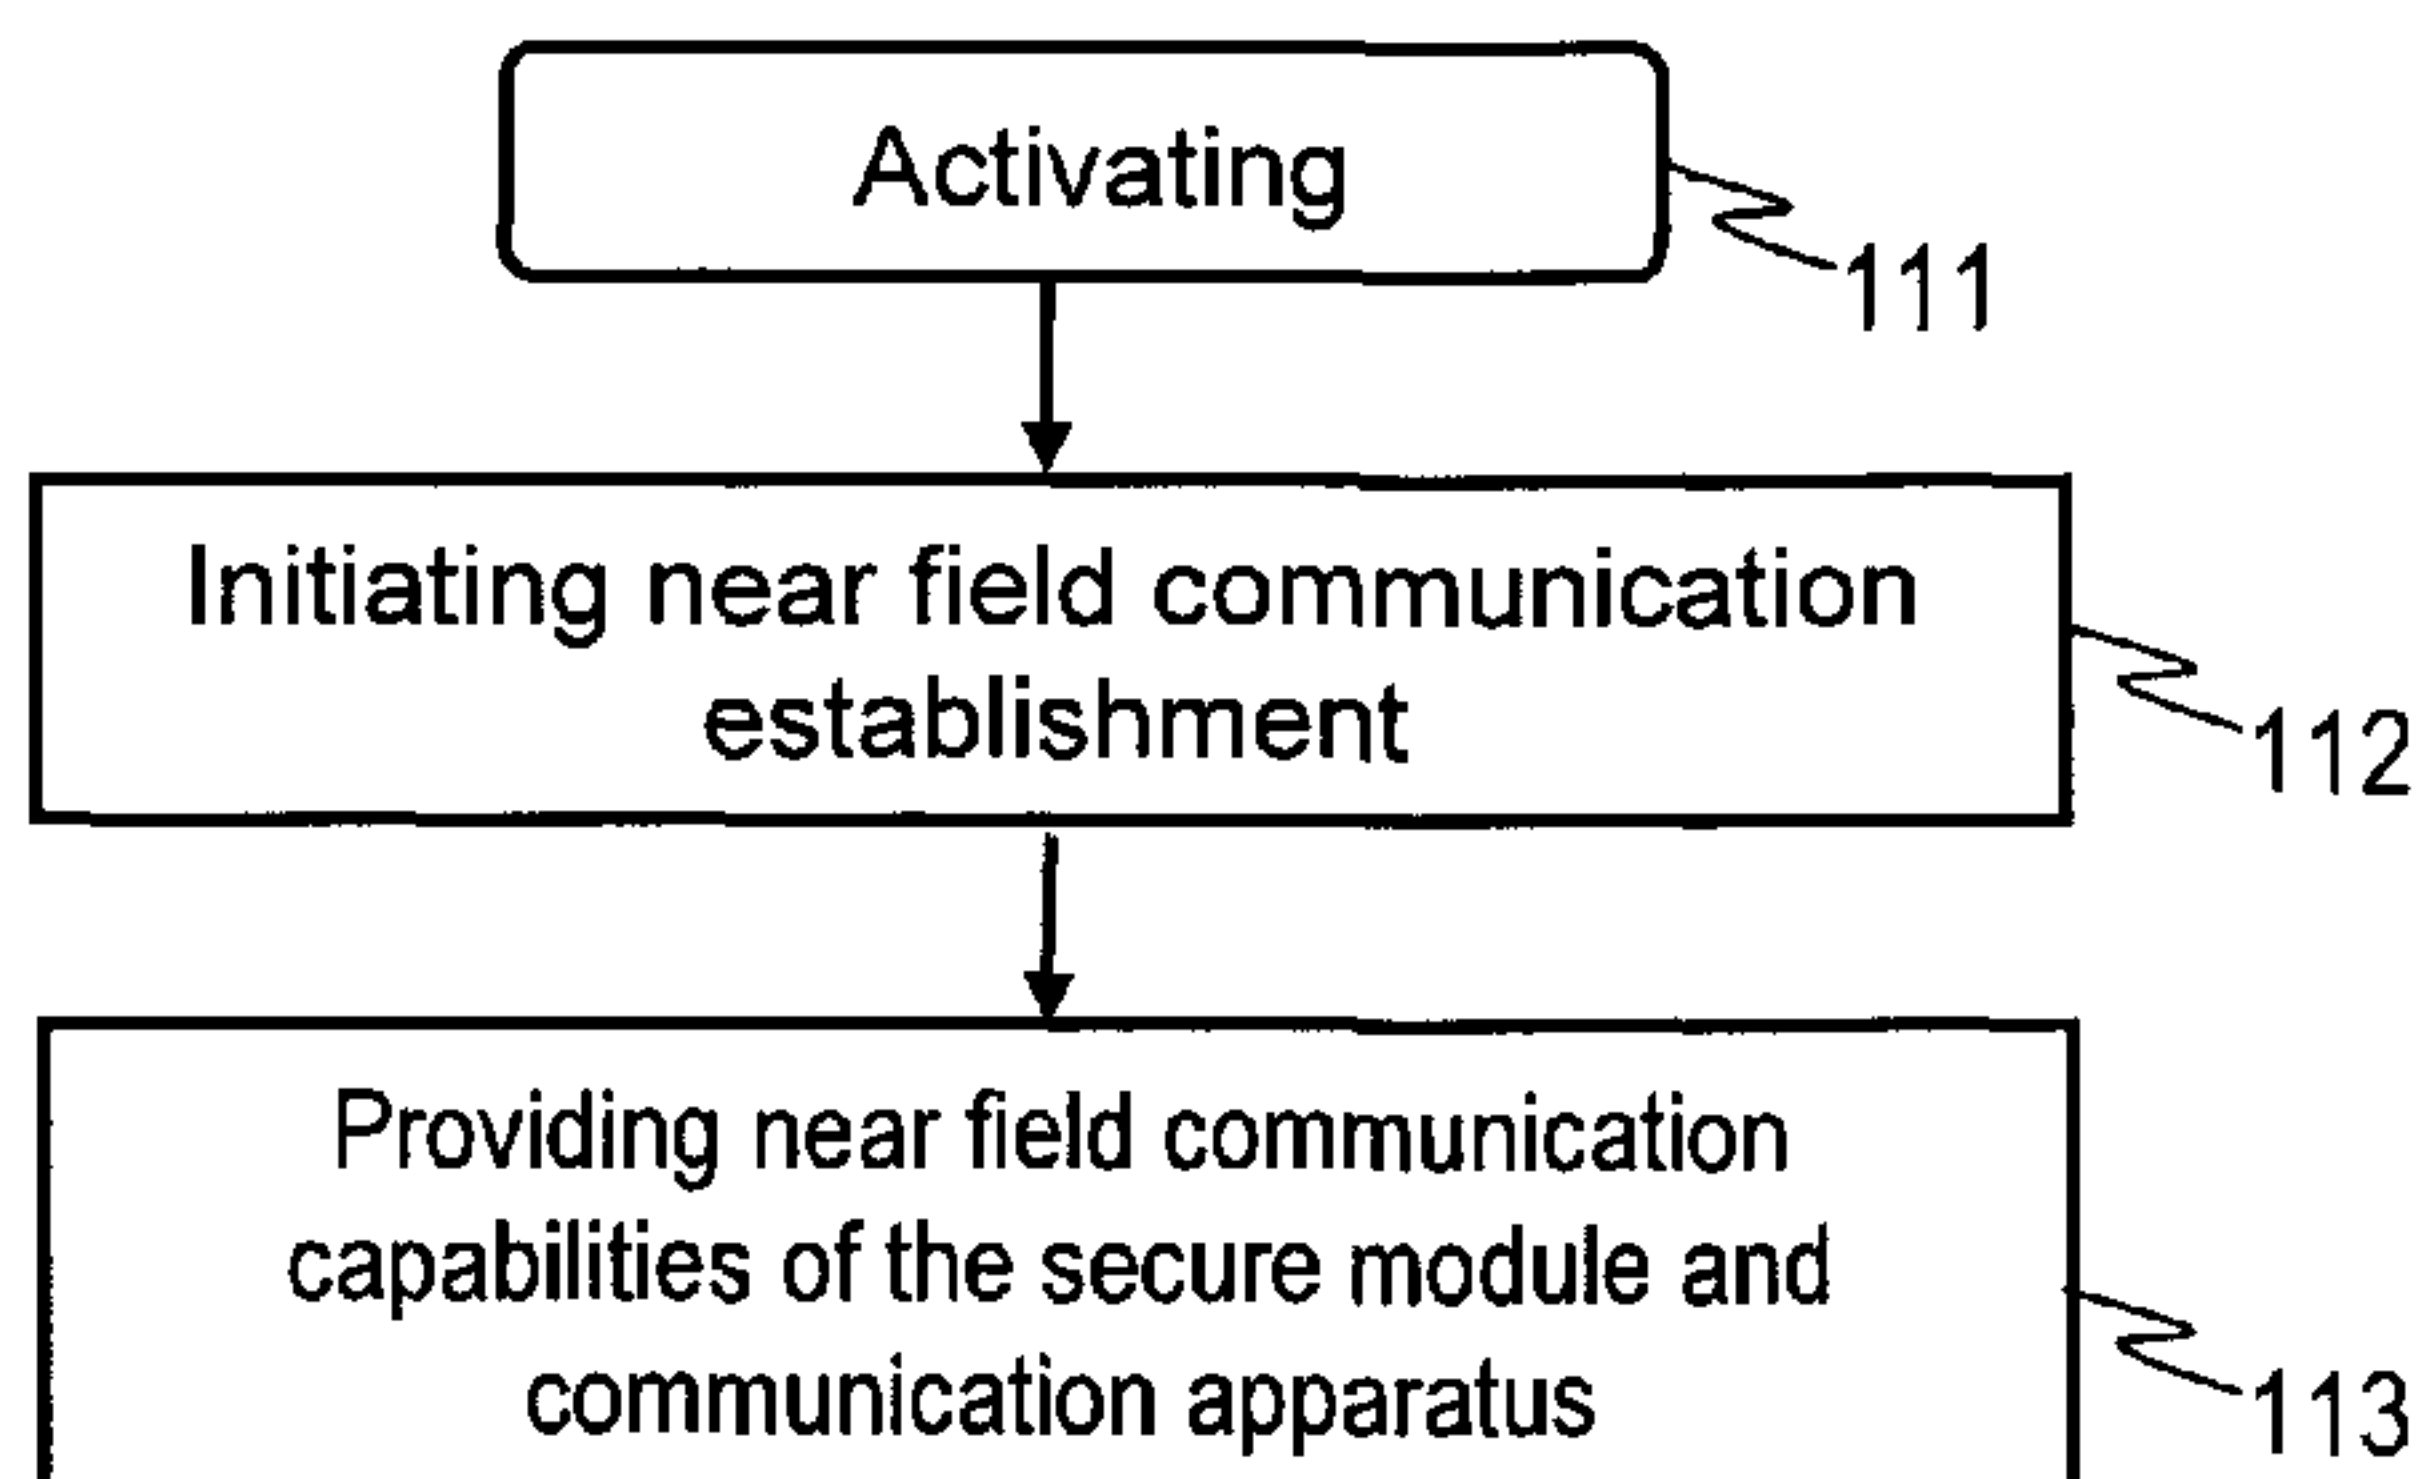 Activating
111
Initiating near field communication
establishment
112
Providing near field communication
capabilities of the secure module and
communication apparatus
113